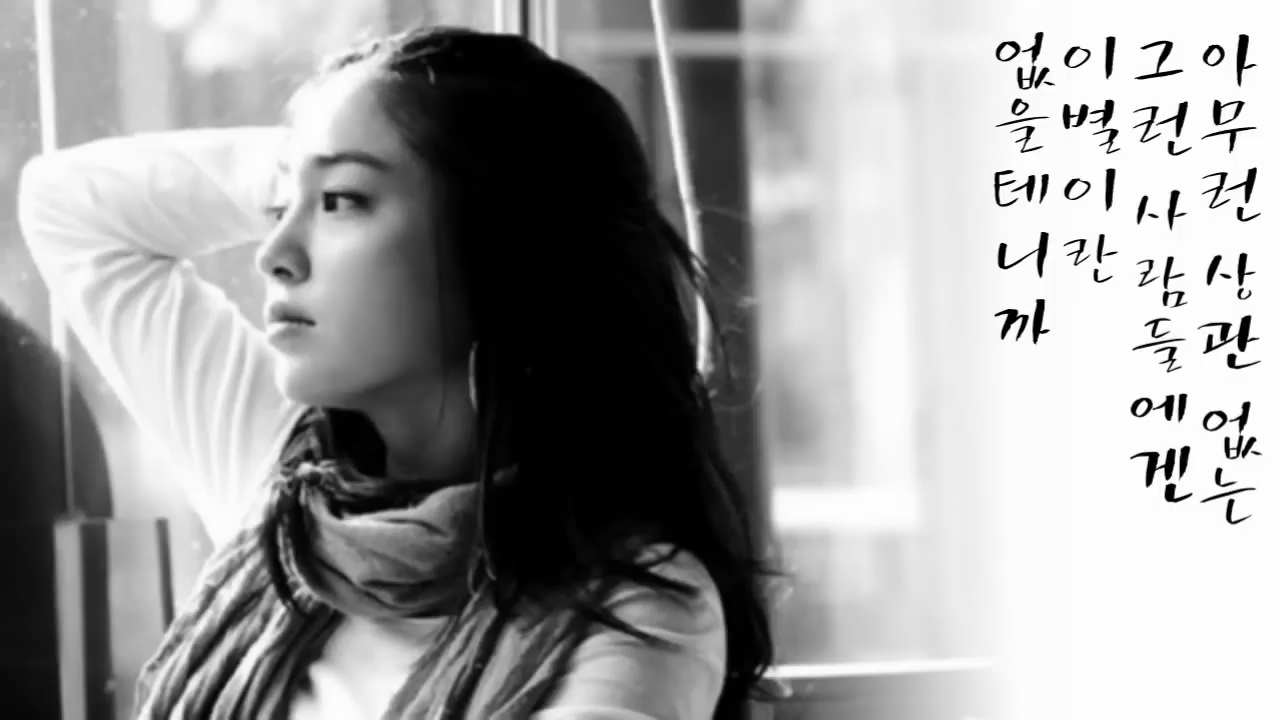 아무런 상관 없는
그런 사람들에겐
이별이란
없을테니까